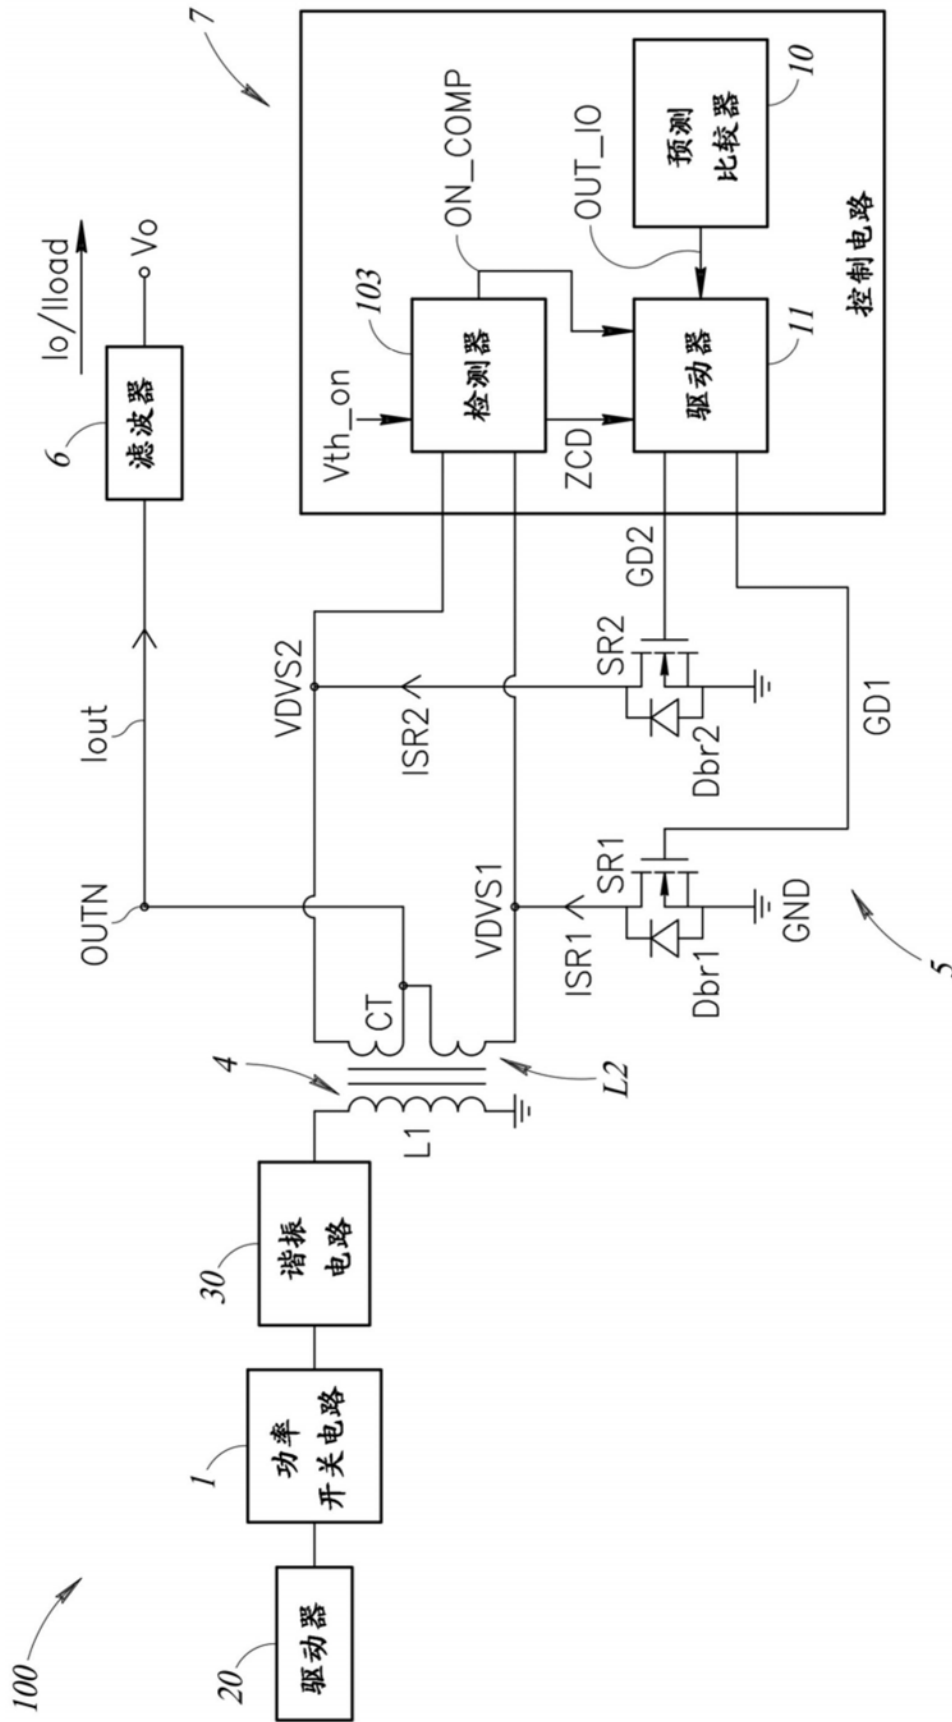 100
20
驱动器
1
功率
开关电路
30
谐振
电路
4
L1
L2
CT
OUTN
Iout
6
滤波器
Io/Iload
Vo
VDVS2
VDVS1
ISR2
ISR1
SR2
SR1
Dbr2
Dbr1
GND
GD2
GD1
5
7
Vth_on
103
检测器
ON_COMP
ZCD
OUT_IO
驱动器
11
预测
比较器
10
控制电路